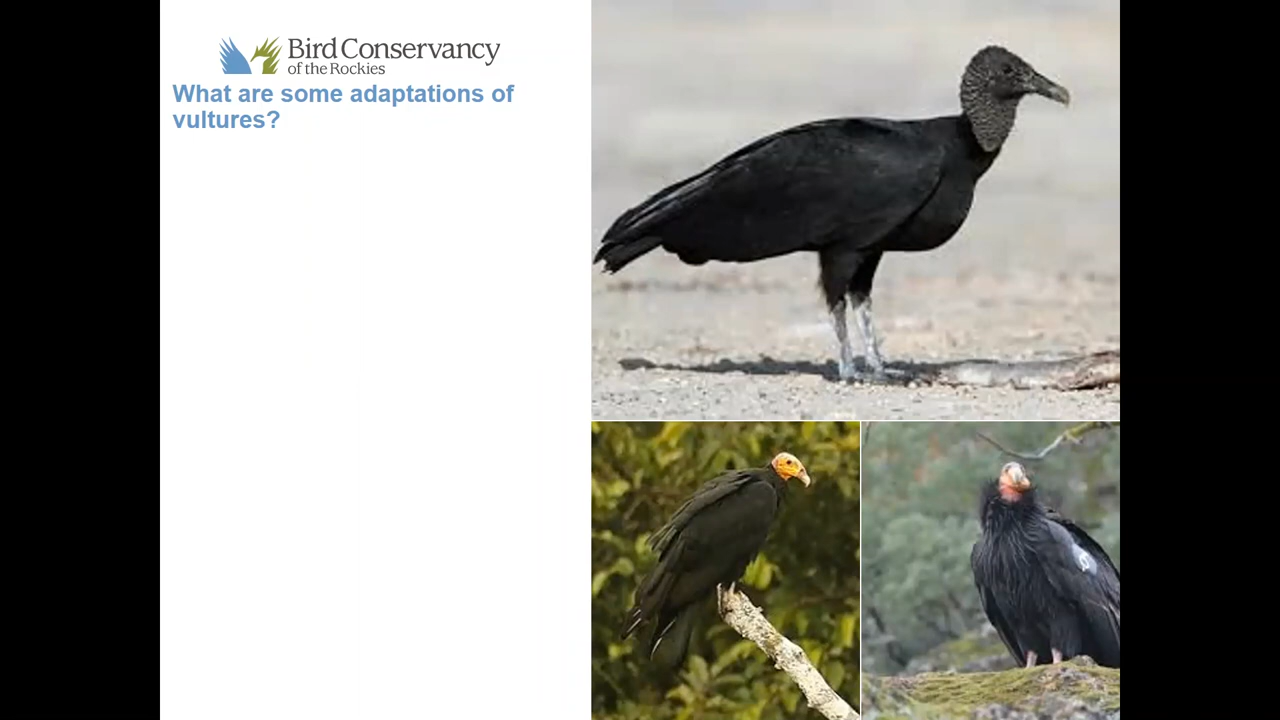 Bird Conservancy
of the Rockies
What are some adaptations of
vultures?